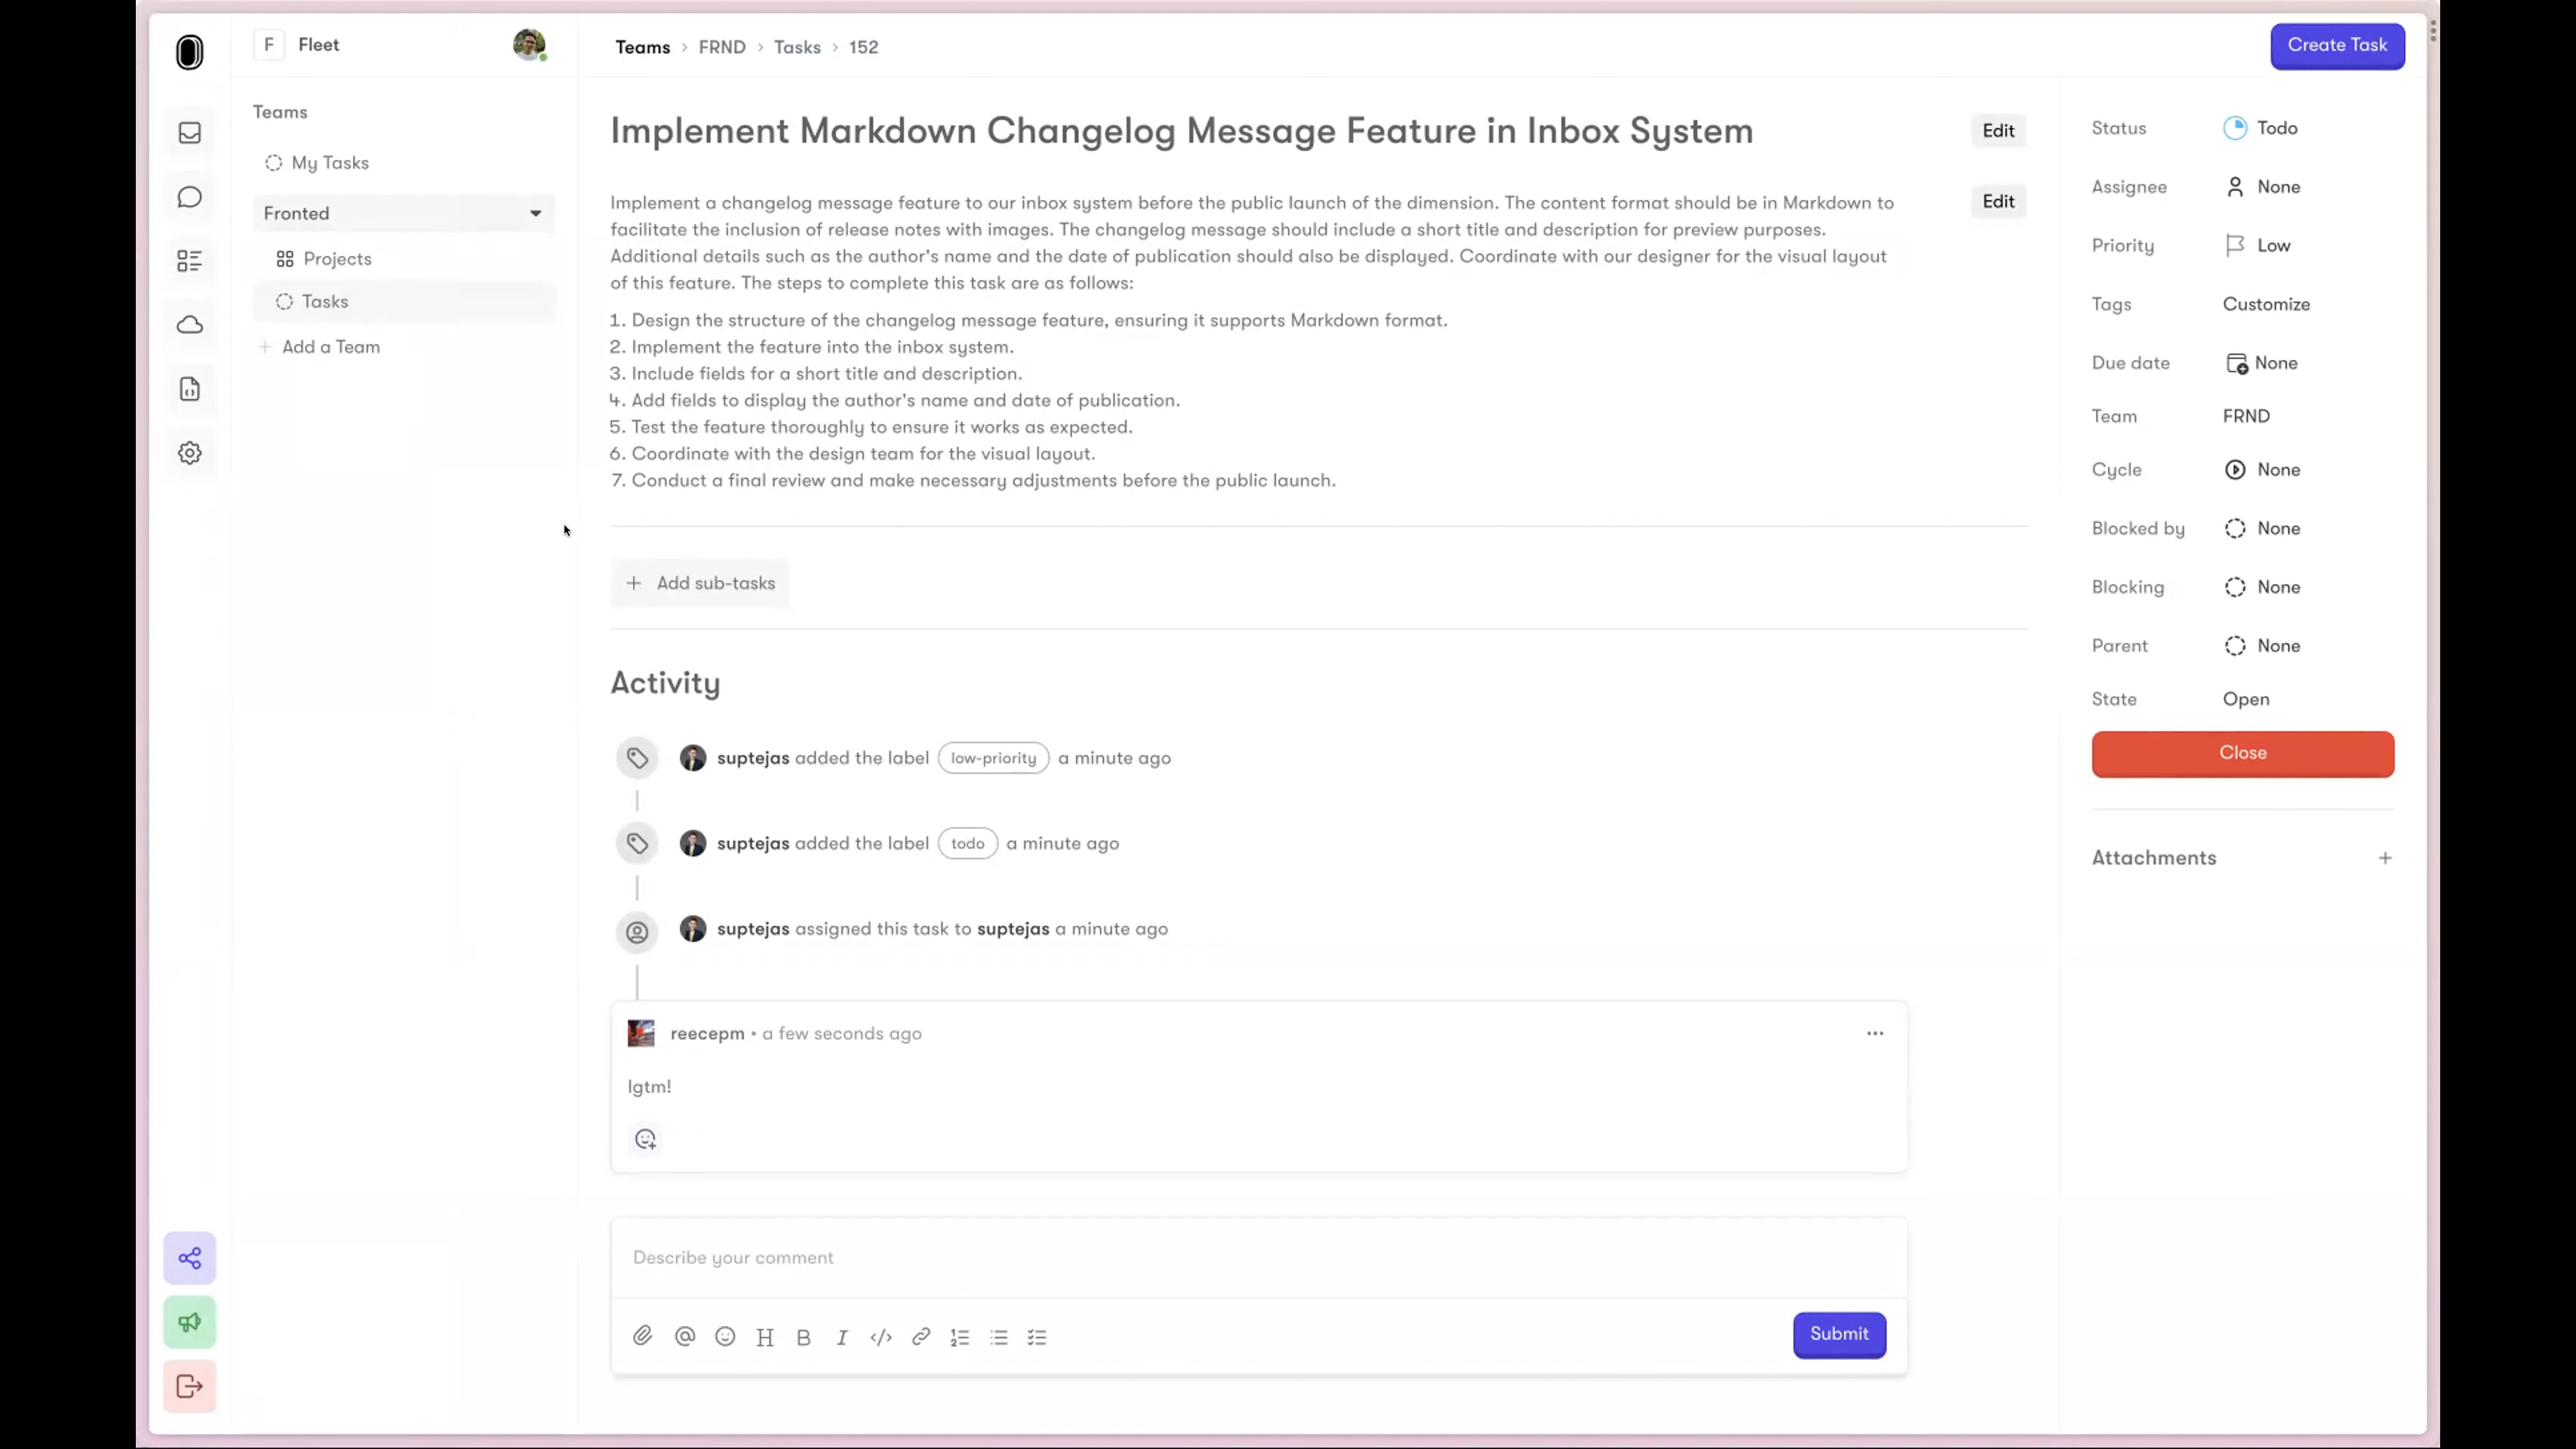 F Fleet
Teams › FRND › Tasks › 152
Create Task
Teams
My Tasks
Fronted
Projects
Tasks
+ Add a Team
Implement Markdown Changelog Message Feature in Inbox System
Edit
Implement a changelog message feature to our inbox system before the public launch of the dimension. The content format should be in Markdown to
facilitate the inclusion of release notes with images. The changelog message should include a short title and description for preview purposes.
Additional details such as the author's name and the date of publication should also be displayed. Coordinate with our designer for the visual layout
of this feature. The steps to complete this task are as follows:
Edit
1. Design the structure of the changelog message feature, ensuring it supports Markdown format.
2. Implement the feature into the inbox system.
3. Include fields for a short title and description.
4. Add fields to display the author's name and date of publication.
5. Test the feature thoroughly to ensure it works as expected.
6. Coordinate with the design team for the visual layout.
7. Conduct a final review and make necessary adjustments before the public launch.
+ Add sub-tasks
Activity
suptejas added the label low-priority a minute ago
suptejas added the label todo a minute ago
suptejas assigned this task to suptejas a minute ago
reecepm • a few seconds ago
lgtm!
Describe your comment
H B I </>
Submit
Status Todo
Assignee None
Priority Low
Tags Customize
Due date None
Team FRND
Cycle None
Blocked by None
Blocking None
Parent None
State Open
Close
Attachments +